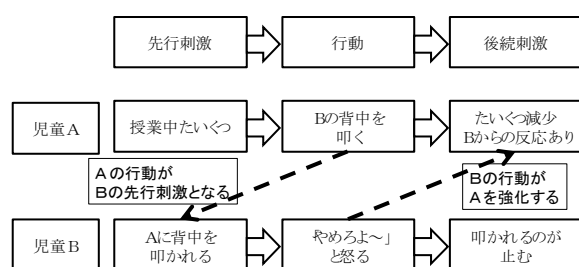 先行刺激
行動
後続刺激
児童A
授業中たいくつ
Bの背中を
叩く
たいくつ減少
Bからの反応あり
Aの行動が
Bの先行刺激となる
Bの行動が
Aを強化する
児童B
Aに背中を
叩かれる
やめろよ～」
と怒る
叩かれるのが
止む